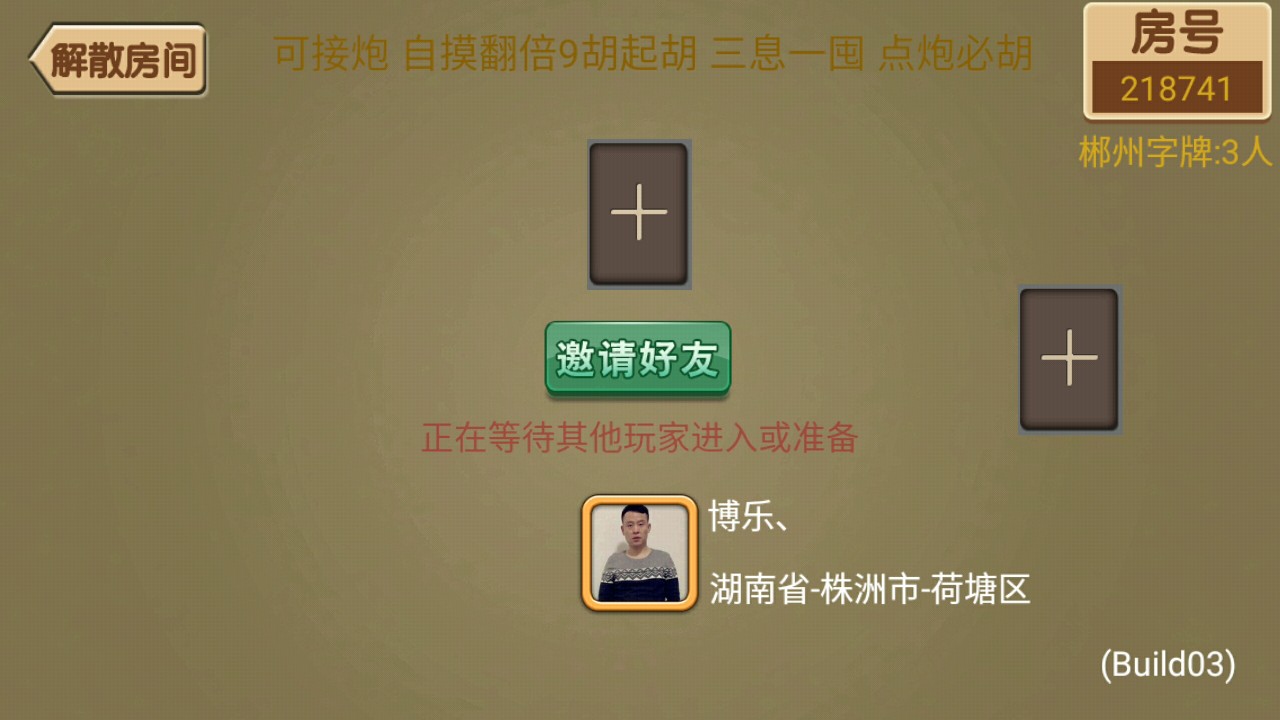 解散房间
可接炮 自摸翻倍9胡起胡 三息一囤 点炮必胡
房号
218741
郴州字牌:3人
邀请好友
正在等待其他玩家进入或准备
博乐、
湖南省-株洲市-荷塘区
(Build03)